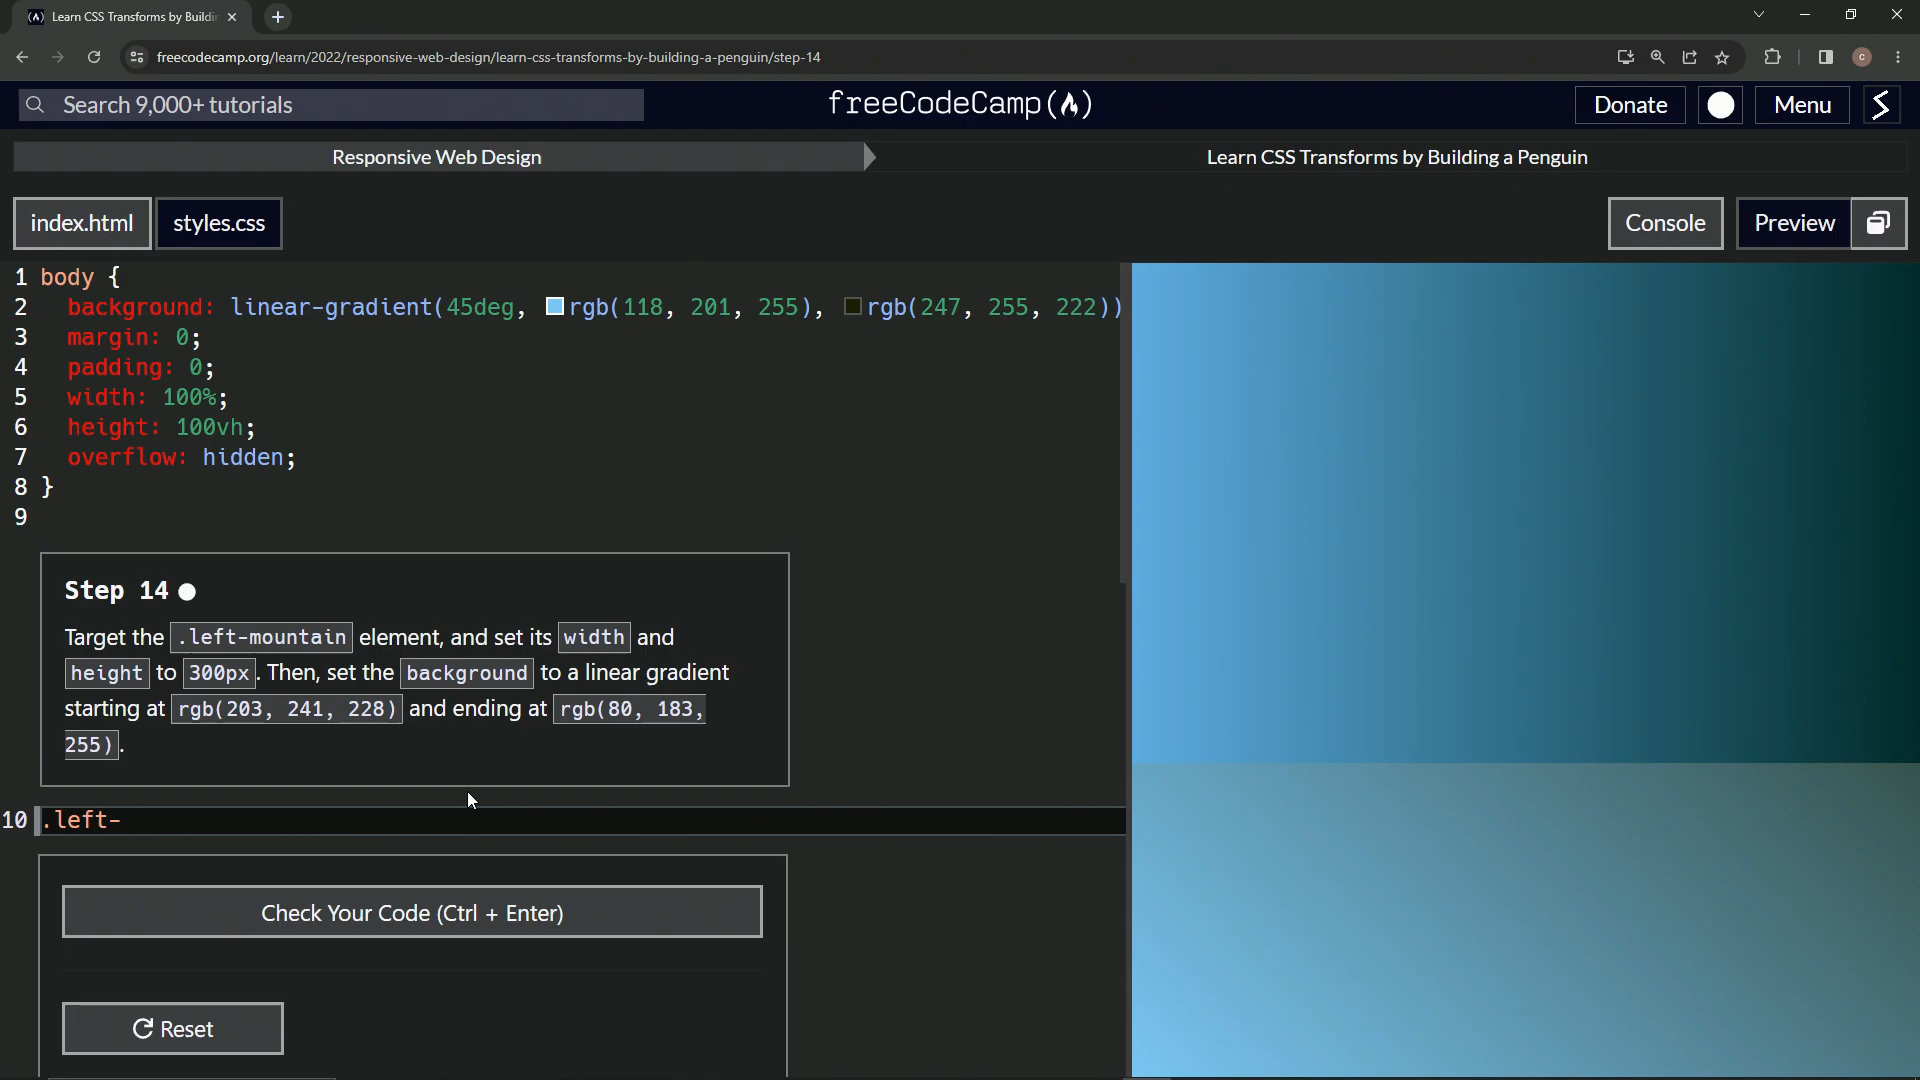 Learn CSS Transforms by Buildin
freecodecamp.org/learn/2022/responsive-web-design/learn-css-transforms-by-building-a-penguin/step-14
c
Search 9,000+ tutorials
freeCodeCamp
Donate
Menu
Responsive Web Design
Learn CSS Transforms by Building a Penguin
index.html
styles.css
Console
Preview
1 body {
2 background: linear-gradient(45deg, rgb(118, 201, 255), rgb(247, 255, 222))
3 margin: 0;
4 padding: 0;
5 width: 100%;
6 height: 100vh;
7 overflow: hidden;
8 }
9
Step 14
Target the .left-mountain element, and set its width and
height to 300px. Then, set the background to a linear gradient
starting at rgb(203, 241, 228) and ending at rgb(80, 183,
255).
10 .left-
Check Your Code (Ctrl + Enter)
Reset